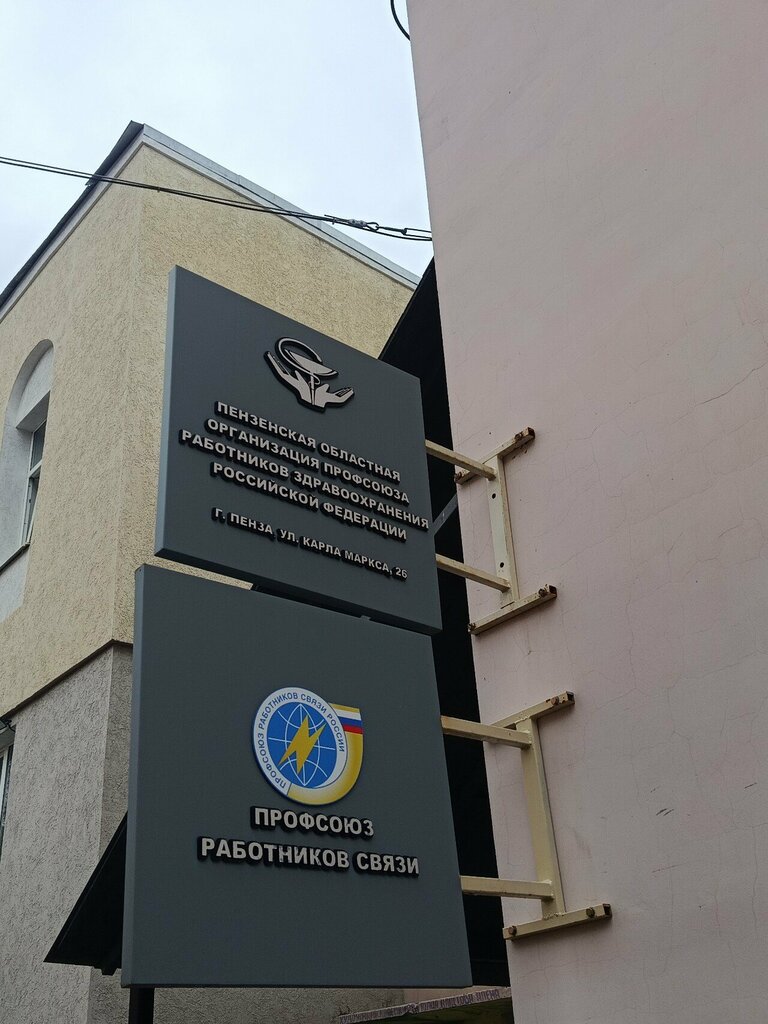 ПЕНЗЕНСКАЯ ОБЛАСТНАЯ
ОРГАНИЗАЦИЯ ПРОФСОЮЗА
РАБОТНИКОВ ЗДРАВООХРАНЕНИЯ
РОССИЙСКОЙ ФЕДЕРАЦИИ
Г. ПЕНЗА УЛ. КАРЛА МАРКСА, 26
ПРОФСОЮЗ РАБОТНИКОВ СВЯЗИ РОССИИ
ПРОФСОЮЗ
РАБОТНИКОВ СВЯЗИ